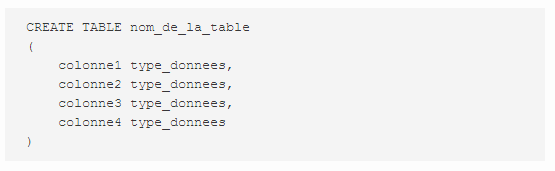 CREATE TABLE nom_de_la_table
(
    colonne1 type_donnees,
    colonne2 type_donnees,
    colonne3 type_donnees,
    colonne4 type_donnees
)